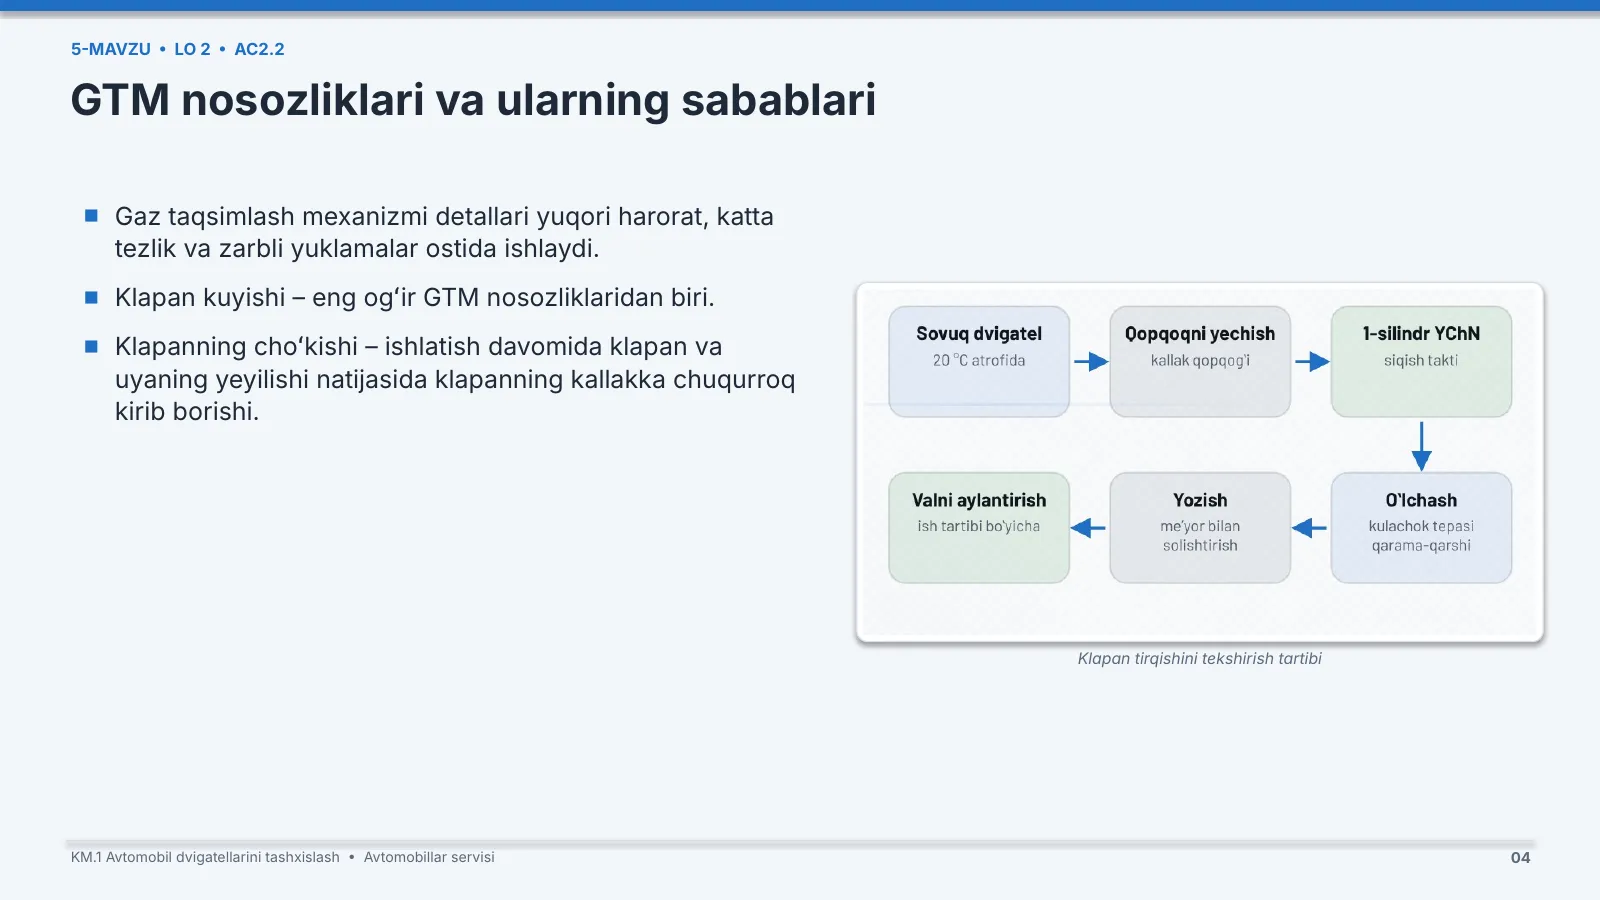 5-MAVZU • LO 2 • AC2.2
GTM nosozliklari va ularning sabablari
Gaz taqsimlash mexanizmi detallari yuqori harorat, katta
tezlik va zarbli yuklamalar ostida ishlaydi.
Klapan kuyishi – eng ogʻir GTM nosozliklaridan biri.
Klapanning choʻkishi – ishlatish davomida klapan va
uyaning yeyilishi natijasida klapanning kallakka chuqurroq
kirib borishi.
Sovuq dvigatel
20 °C atrofida
Qopqoqni yechish
kallak qopqog‘i
1-silindr YChN
siqish takti
O‘lchash
kulachok tepasi
qarama-qarshi
Yozish
me’yor bilan
solishtirish
Valni aylantirish
ish tartibi bo‘yicha
Klapan tirqishini tekshirish tartibi
KM.1 Avtomobil dvigatellarini tashxislash • Avtomobillar servisi
04